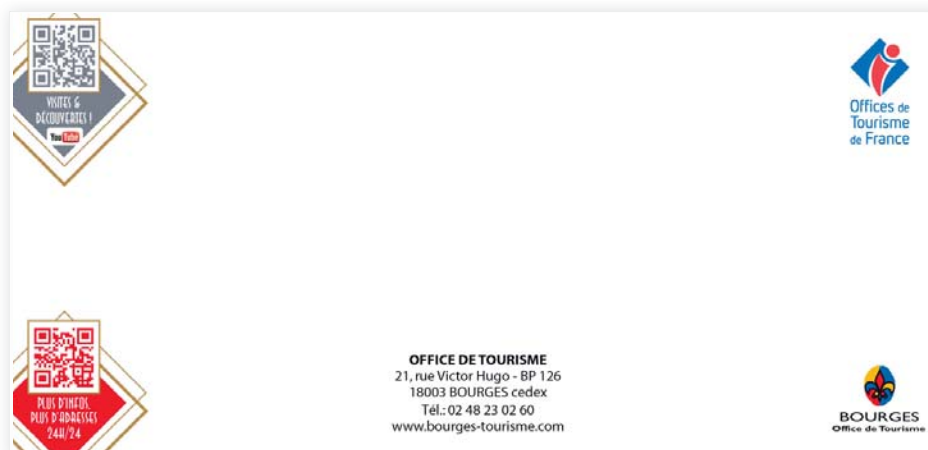 VISITES &
DÉCOUVERTES !
YouTube
Offices de
Tourisme
de France
PLUS D'INFOS,
PLUS D'ADRESSES
24H/24
OFFICE DE TOURISME
21, rue Victor Hugo - BP 126
18003 BOURGES cedex
Tél.: 02 48 23 02 60
www.bourges-tourisme.com
BOURGES
Office de Tourisme